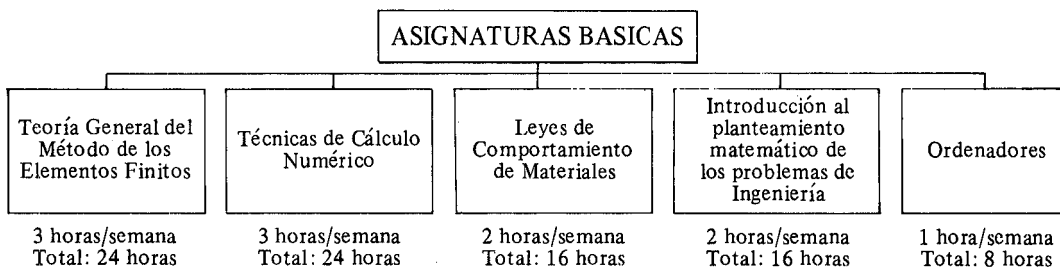 ASIGNATURAS BASICAS
Teoría General del
Método de los
Elementos Finitos
3 horas/semana
Total: 24 horas
Técnicas de Cálculo
Numérico
3 horas/semana
Total: 24 horas
Leyes de
Comportamiento
de Materiales
2 horas/semana
Total: 16 horas
Introducción al
planteamiento
matemático de
los problemas de
Ingeniería
2 horas/semana
Total: 16 horas
Ordenadores
1 hora/semana
Total: 8 horas